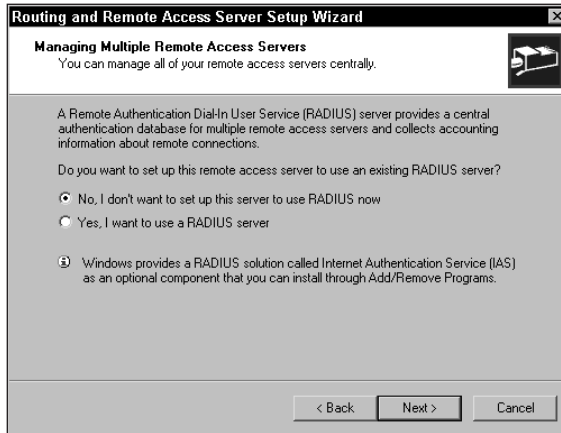 Routing and Remote Access Server Setup Wizard
Managing Multiple Remote Access Servers
You can manage all of your remote access servers centrally.
A Remote Authentication Dial-In User Service (RADIUS) server provides a central
authentication database for multiple remote access servers and collects accounting
information about remote connections.
Do you want to set up this remote access server to use an existing RADIUS server?
No, I don't want to set up this server to use RADIUS now
Yes, I want to use a RADIUS server
Windows provides a RADIUS solution called Internet Authentication Service (IAS)
as an optional component that you can install through Add/Remove Programs.
< Back Next > Cancel